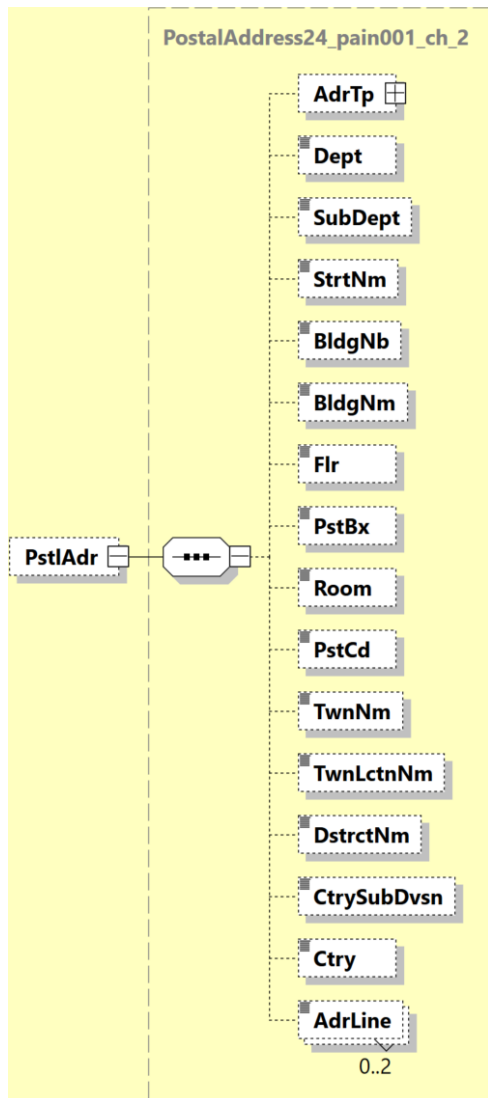 PostalAddress24_pain001_ch_2
AdrTp
Dept
SubDept
StrtNm
BldgNb
BldgNm
Flr
PstBx
PstlAdr
Room
PstCd
TwnNm
TwnLctnNm
DstrctNm
CtrySubDvsn
Ctry
AdrLine
0..2